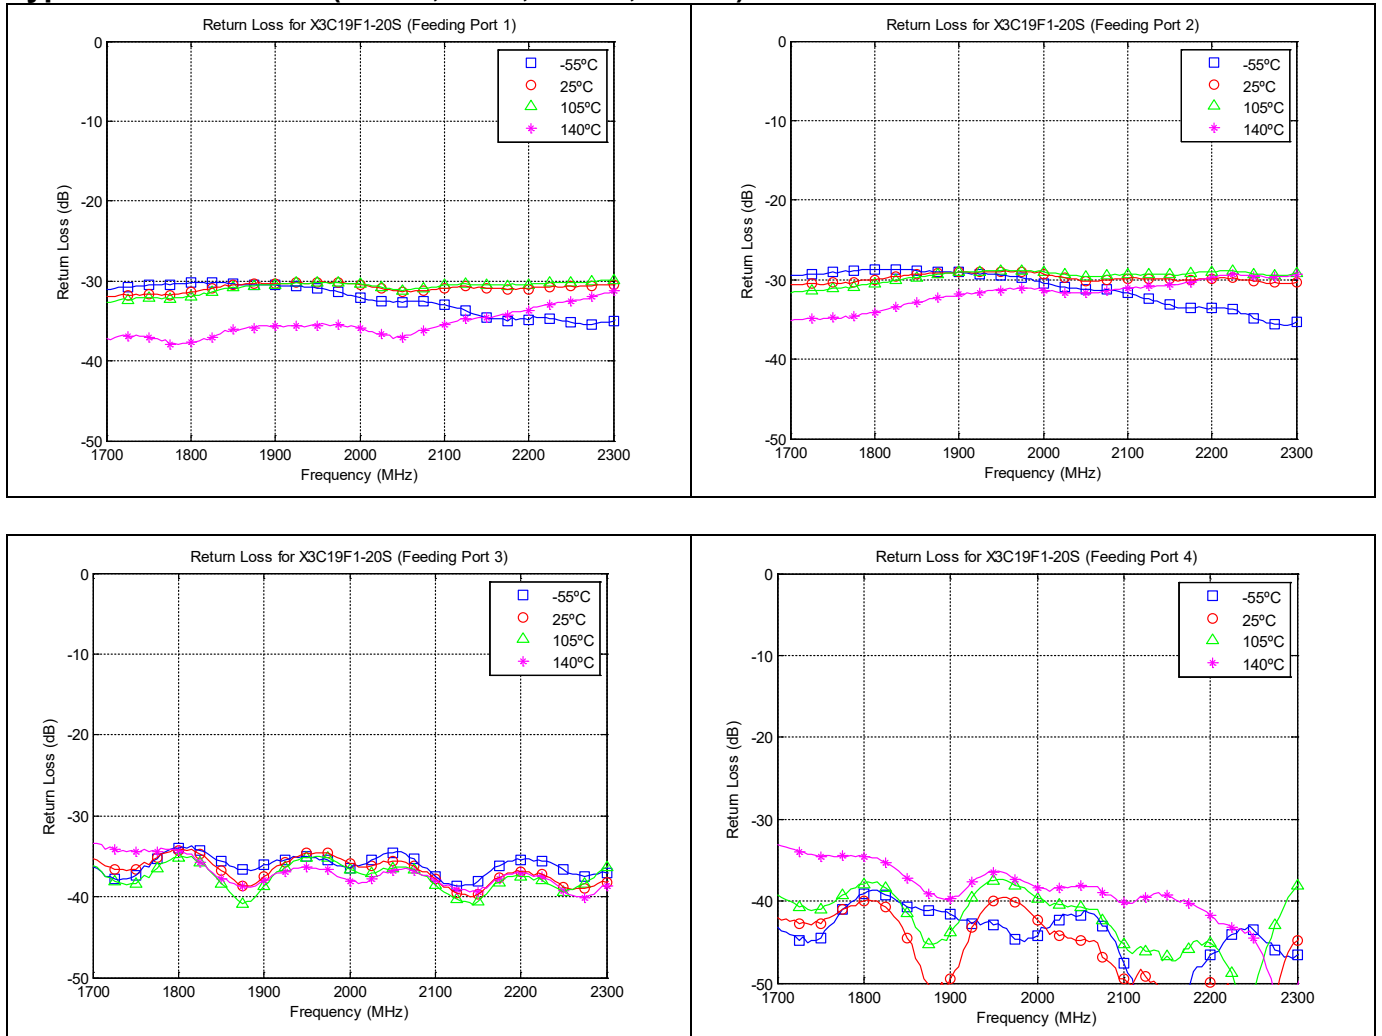 Return Loss for X3C19F1-20S (Feeding Port 1)
0
-10
-20
-30
-40
-50
Return Loss (dB)
-55ºC
25ºC
105ºC
140ºC
1700 1800 1900 2000 2100 2200 2300
Frequency (MHz)
Return Loss for X3C19F1-20S (Feeding Port 2)
0
-10
-20
-30
-40
-50
Return Loss (dB)
-55ºC
25ºC
105ºC
140ºC
1700 1800 1900 2000 2100 2200 2300
Frequency (MHz)
Return Loss for X3C19F1-20S (Feeding Port 3)
0
-10
-20
-30
-40
-50
Return Loss (dB)
-55ºC
25ºC
105ºC
140ºC
1700 1800 1900 2000 2100 2200 2300
Frequency (MHz)
Return Loss for X3C19F1-20S (Feeding Port 4)
0
-10
-20
-30
-40
-50
Return Loss (dB)
-55ºC
25ºC
105ºC
140ºC
1700 1800 1900 2000 2100 2200 2300
Frequency (MHz)